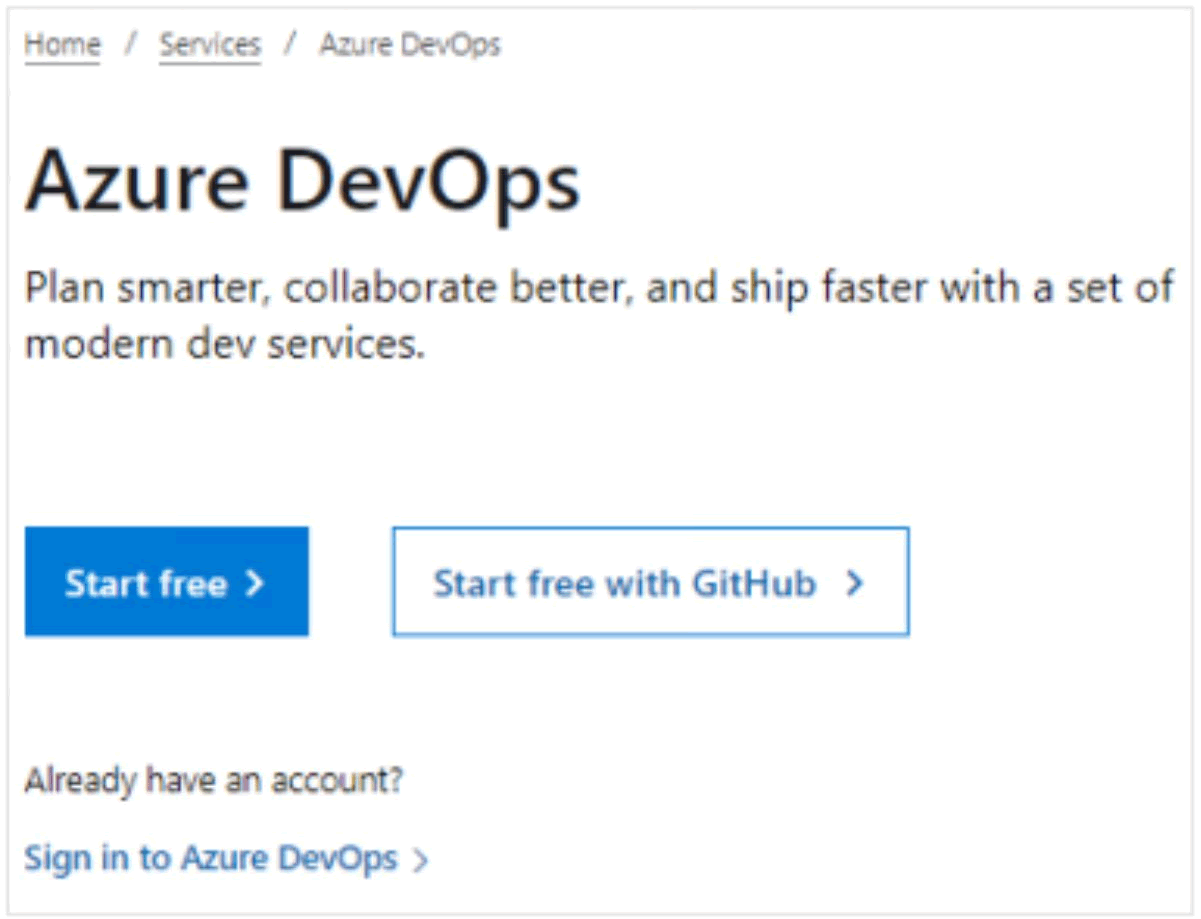 Home / Services / Azure DevOps
Azure DevOps
Plan smarter, collaborate better, and ship faster with a set of
modern dev services.
Start free > Start free with GitHub >
Already have an account?
Sign in to Azure DevOps >